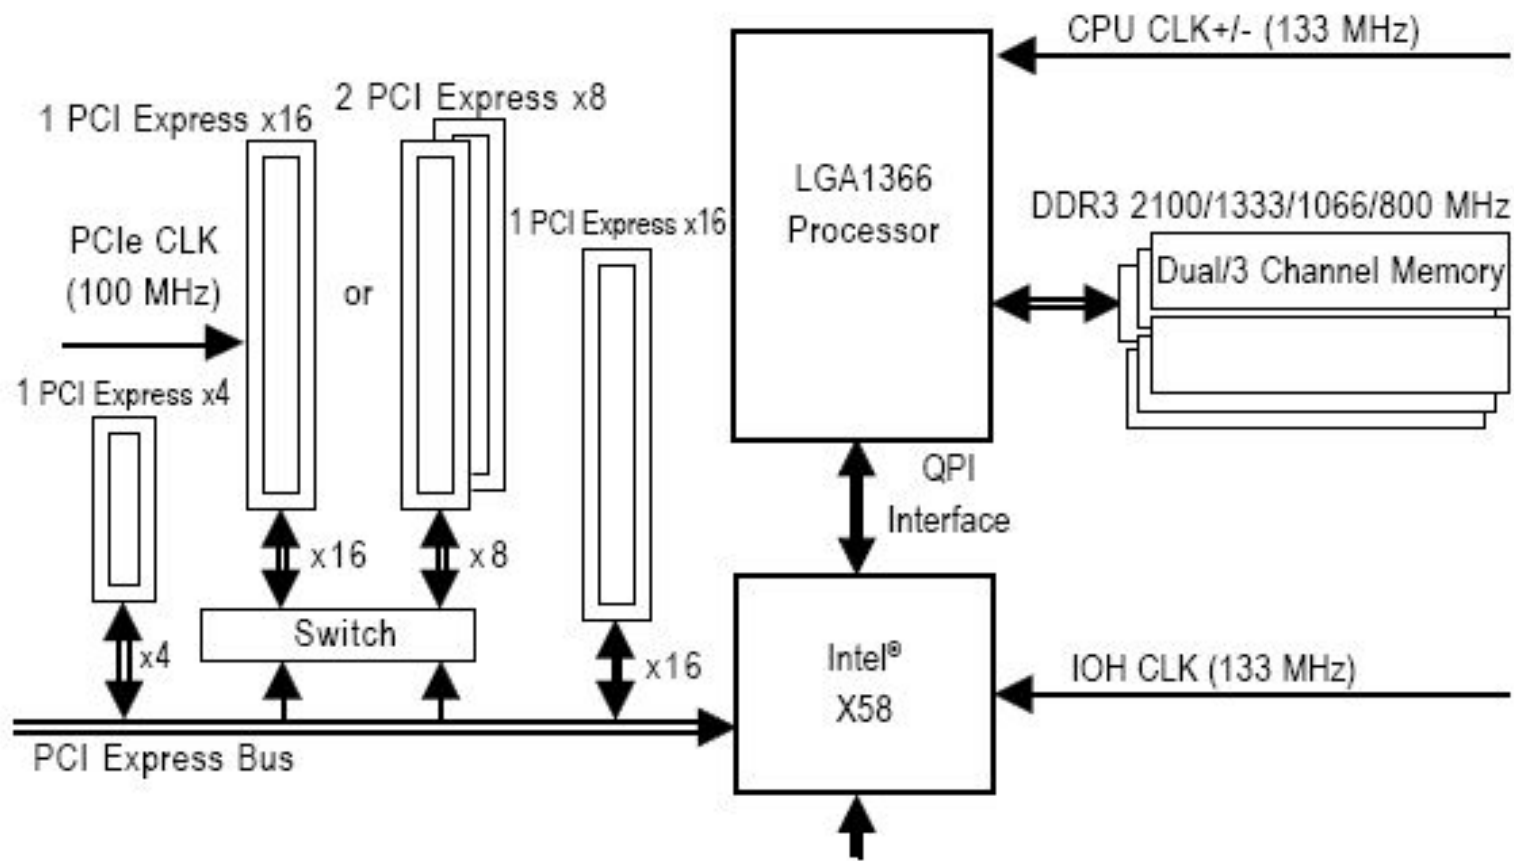 CPU CLK+/- (133 MHz)
2 PCI Express x8
1 PCI Express x16
LGA1366
Processor
DDR3 2100/1333/1066/800 MHz
1 PCI Express x16
PCIe CLK
(100 MHz)
or
Dual/3 Channel Memory
1 PCI Express x4
QPI
Interface
x16
x8
Switch
x4
x16
Intel®
X58
IOH CLK (133 MHz)
PCI Express Bus